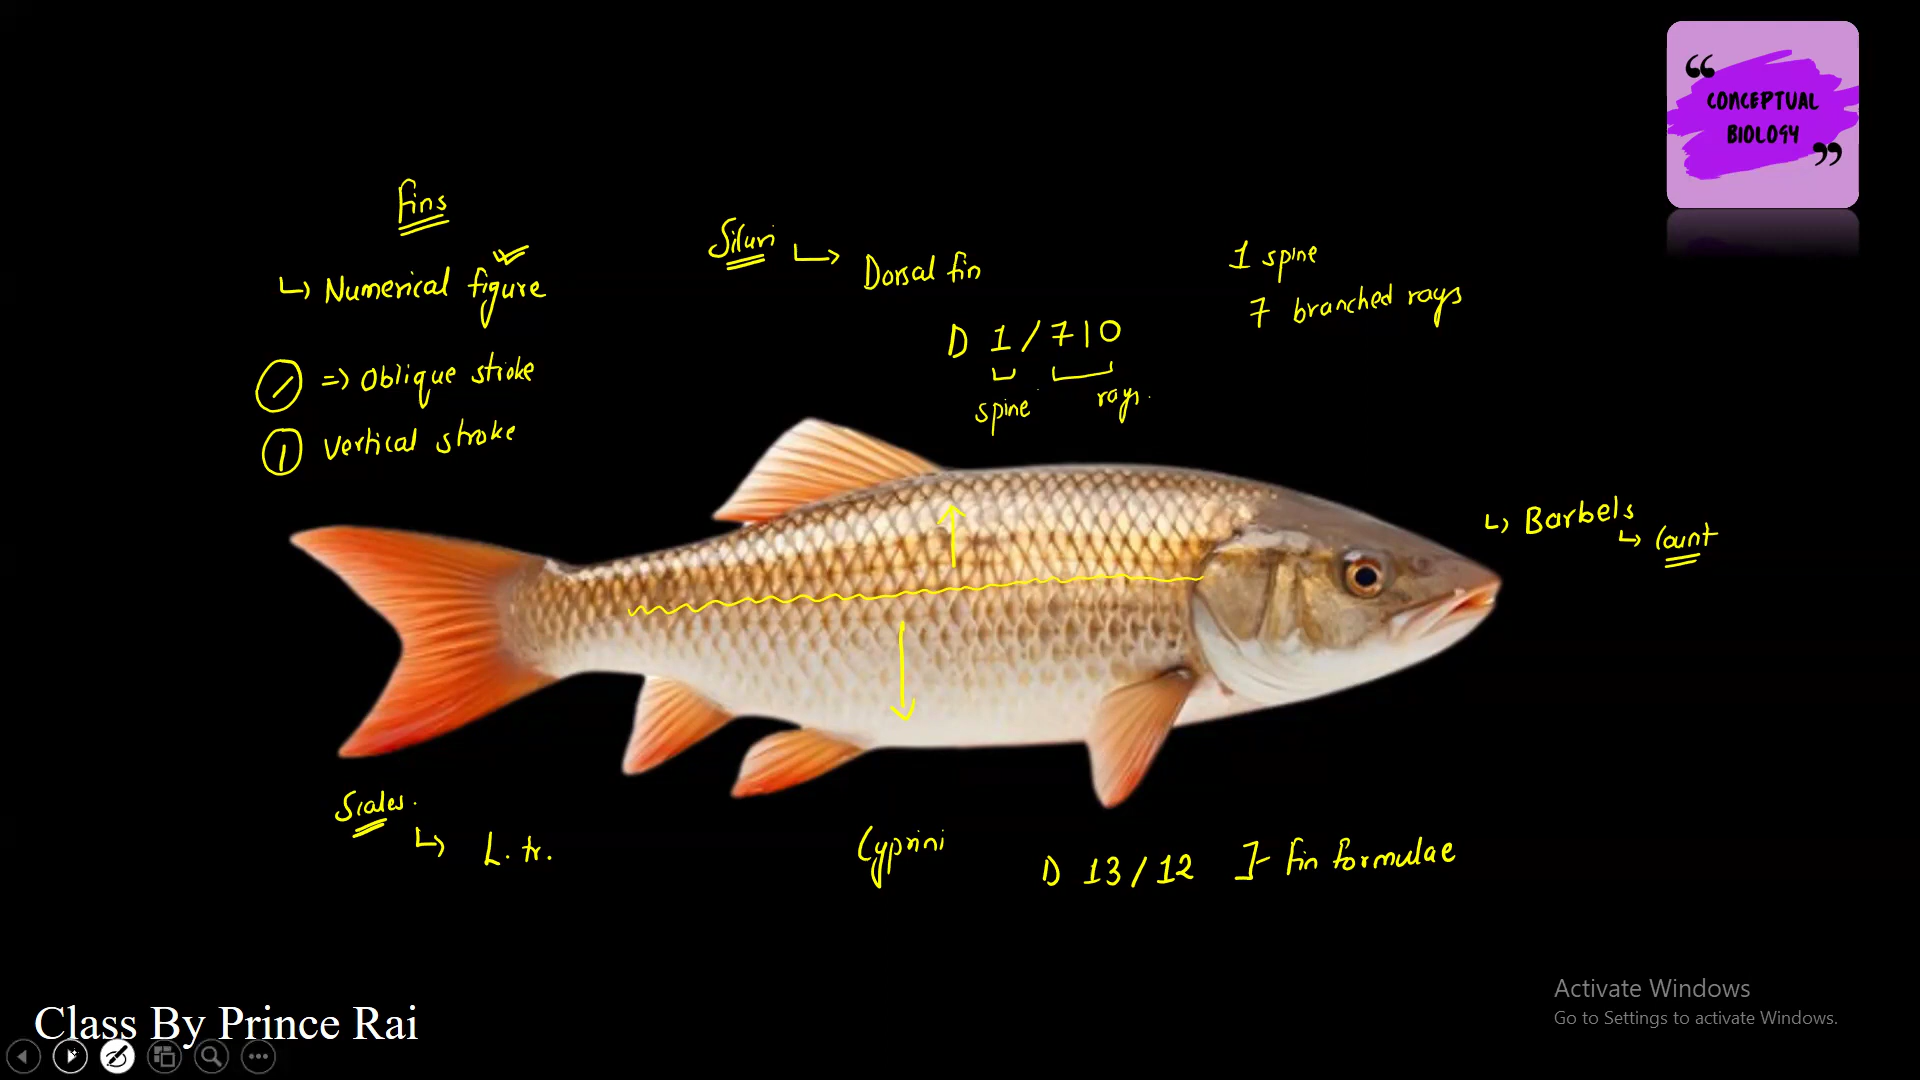 “
CONCEPTUAL
BIOLOGY
”
Fins
↳ Numerical figure
/ => Oblique stroke
| Vertical stroke
Siluri ↳ Dorsal fin
D 1/7|0
spine rays.
1 spine
7 branched rays
↳ Barbels
↳ Count
Scales.
↳ L. tr.
Cyprini
D 13/12 ]- Fin formulae
Class By Prince Rai
Activate Windows
Go to Settings to activate Windows.